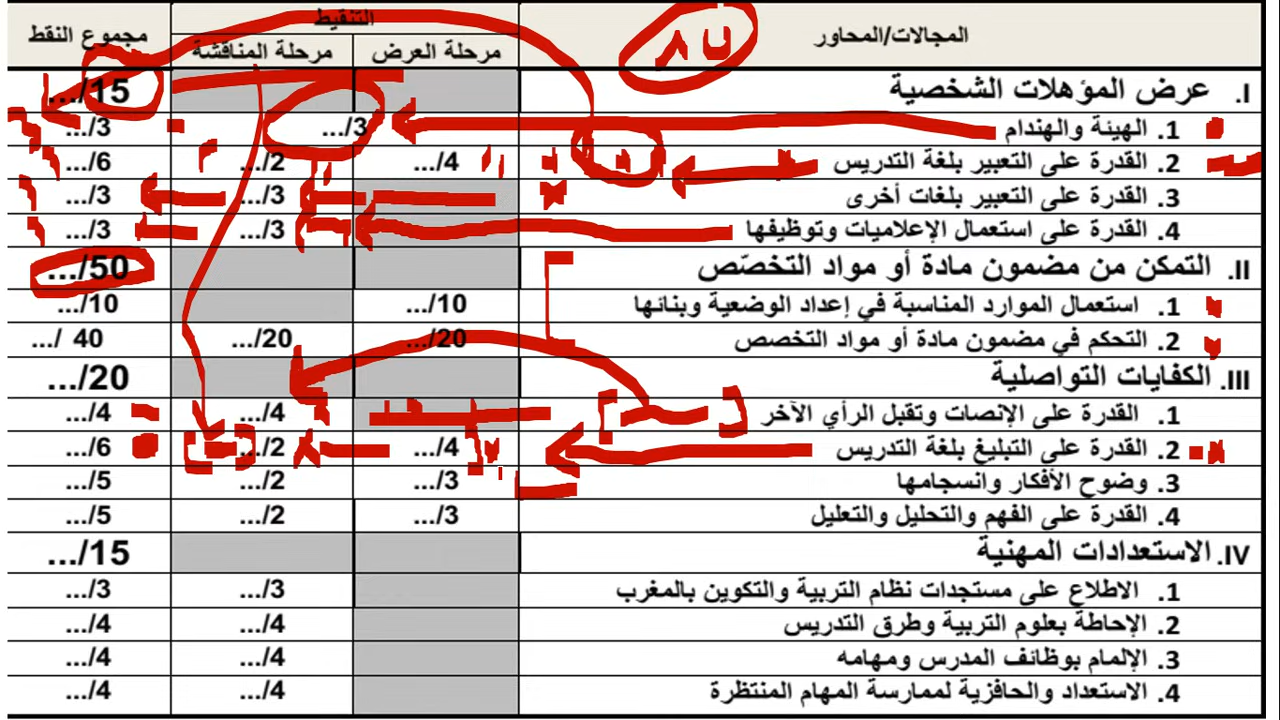 المجالات/المحاور التنقيط مجموع النقط
مرحلة العرض مرحلة المناقشة
I. عرض المؤهلات الشخصية .../15
1. الهيئة والهندام .../3 .../3
2. القدرة على التعبير بلغة التدريس .../4 .../2 .../6
3. القدرة على التعبير بلغات أخرى .../3 .../3
4. القدرة على استعمال الإعلاميات وتوظيفها .../3 .../3
II. التمكن من مضمون مادة أو مواد التخصّص .../50
1. استعمال الموارد المناسبة في إعداد الوضعية وبنائها .../10 .../10
2. التحكم في مضمون مادة أو مواد التخصص .../20 .../20 .../ 40
III. الكفايات التواصلية .../20
1. القدرة على الإنصات وتقبل الرأي الآخر .../4 .../4
2. القدرة على التبليغ بلغة التدريس .../4 .../2 .../6
3. وضوح الأفكار وانسجامها .../3 .../2 .../5
4. القدرة على الفهم والتحليل والتعليل .../3 .../2 .../5
IV. الاستعدادات المهنية .../15
1. الاطلاع على مستجدات نظام التربية والتكوين بالمغرب .../3 .../3
2. الإحاطة بعلوم التربية وطرق التدريس .../4 .../4
3. الإلمام بوظائف المدرس ومهامه .../4 .../4
4. الاستعداد والحافزية لممارسة المهام المنتظرة .../4 .../4